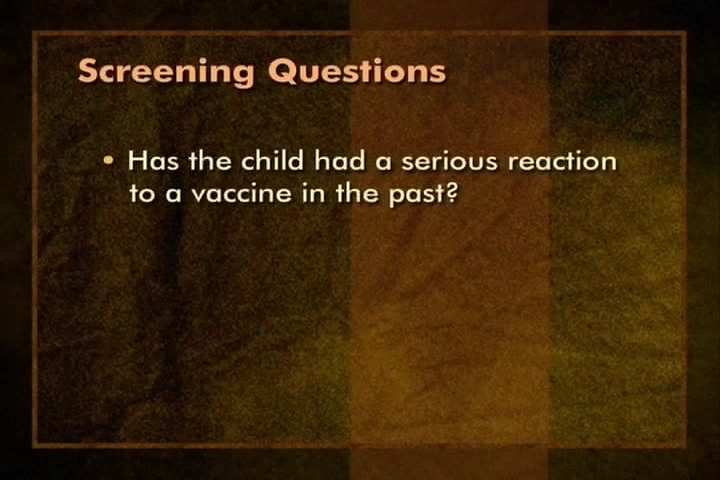 Screening Questions
• Has the child had a serious reaction
to a vaccine in the past?